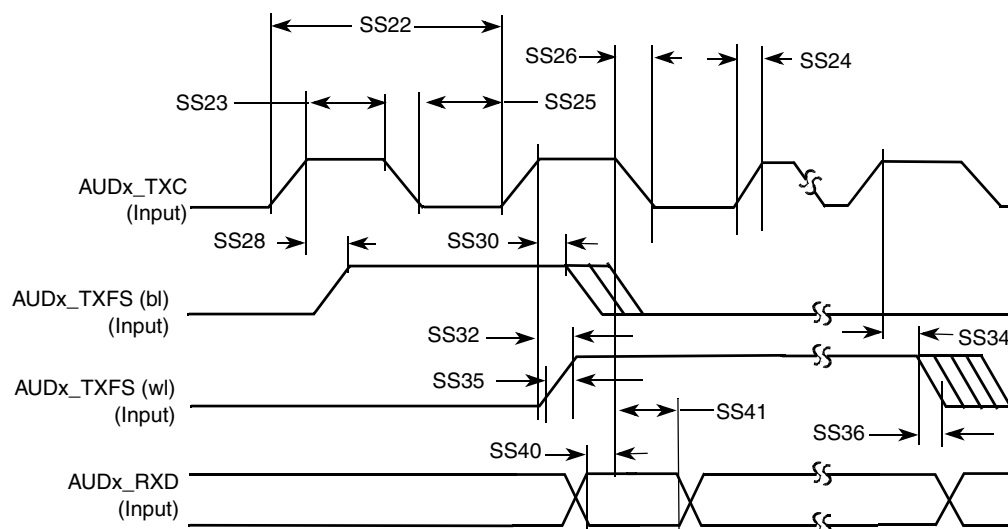 SS22
SS26
SS24
SS23
SS25
AUDx_TXC
(Input)
SS28
SS30
AUDx_TXFS (bl)
(Input)
SS32
SS34
AUDx_TXFS (wl)
(Input)
SS35
SS41
SS36
SS40
AUDx_RXD
(Input)